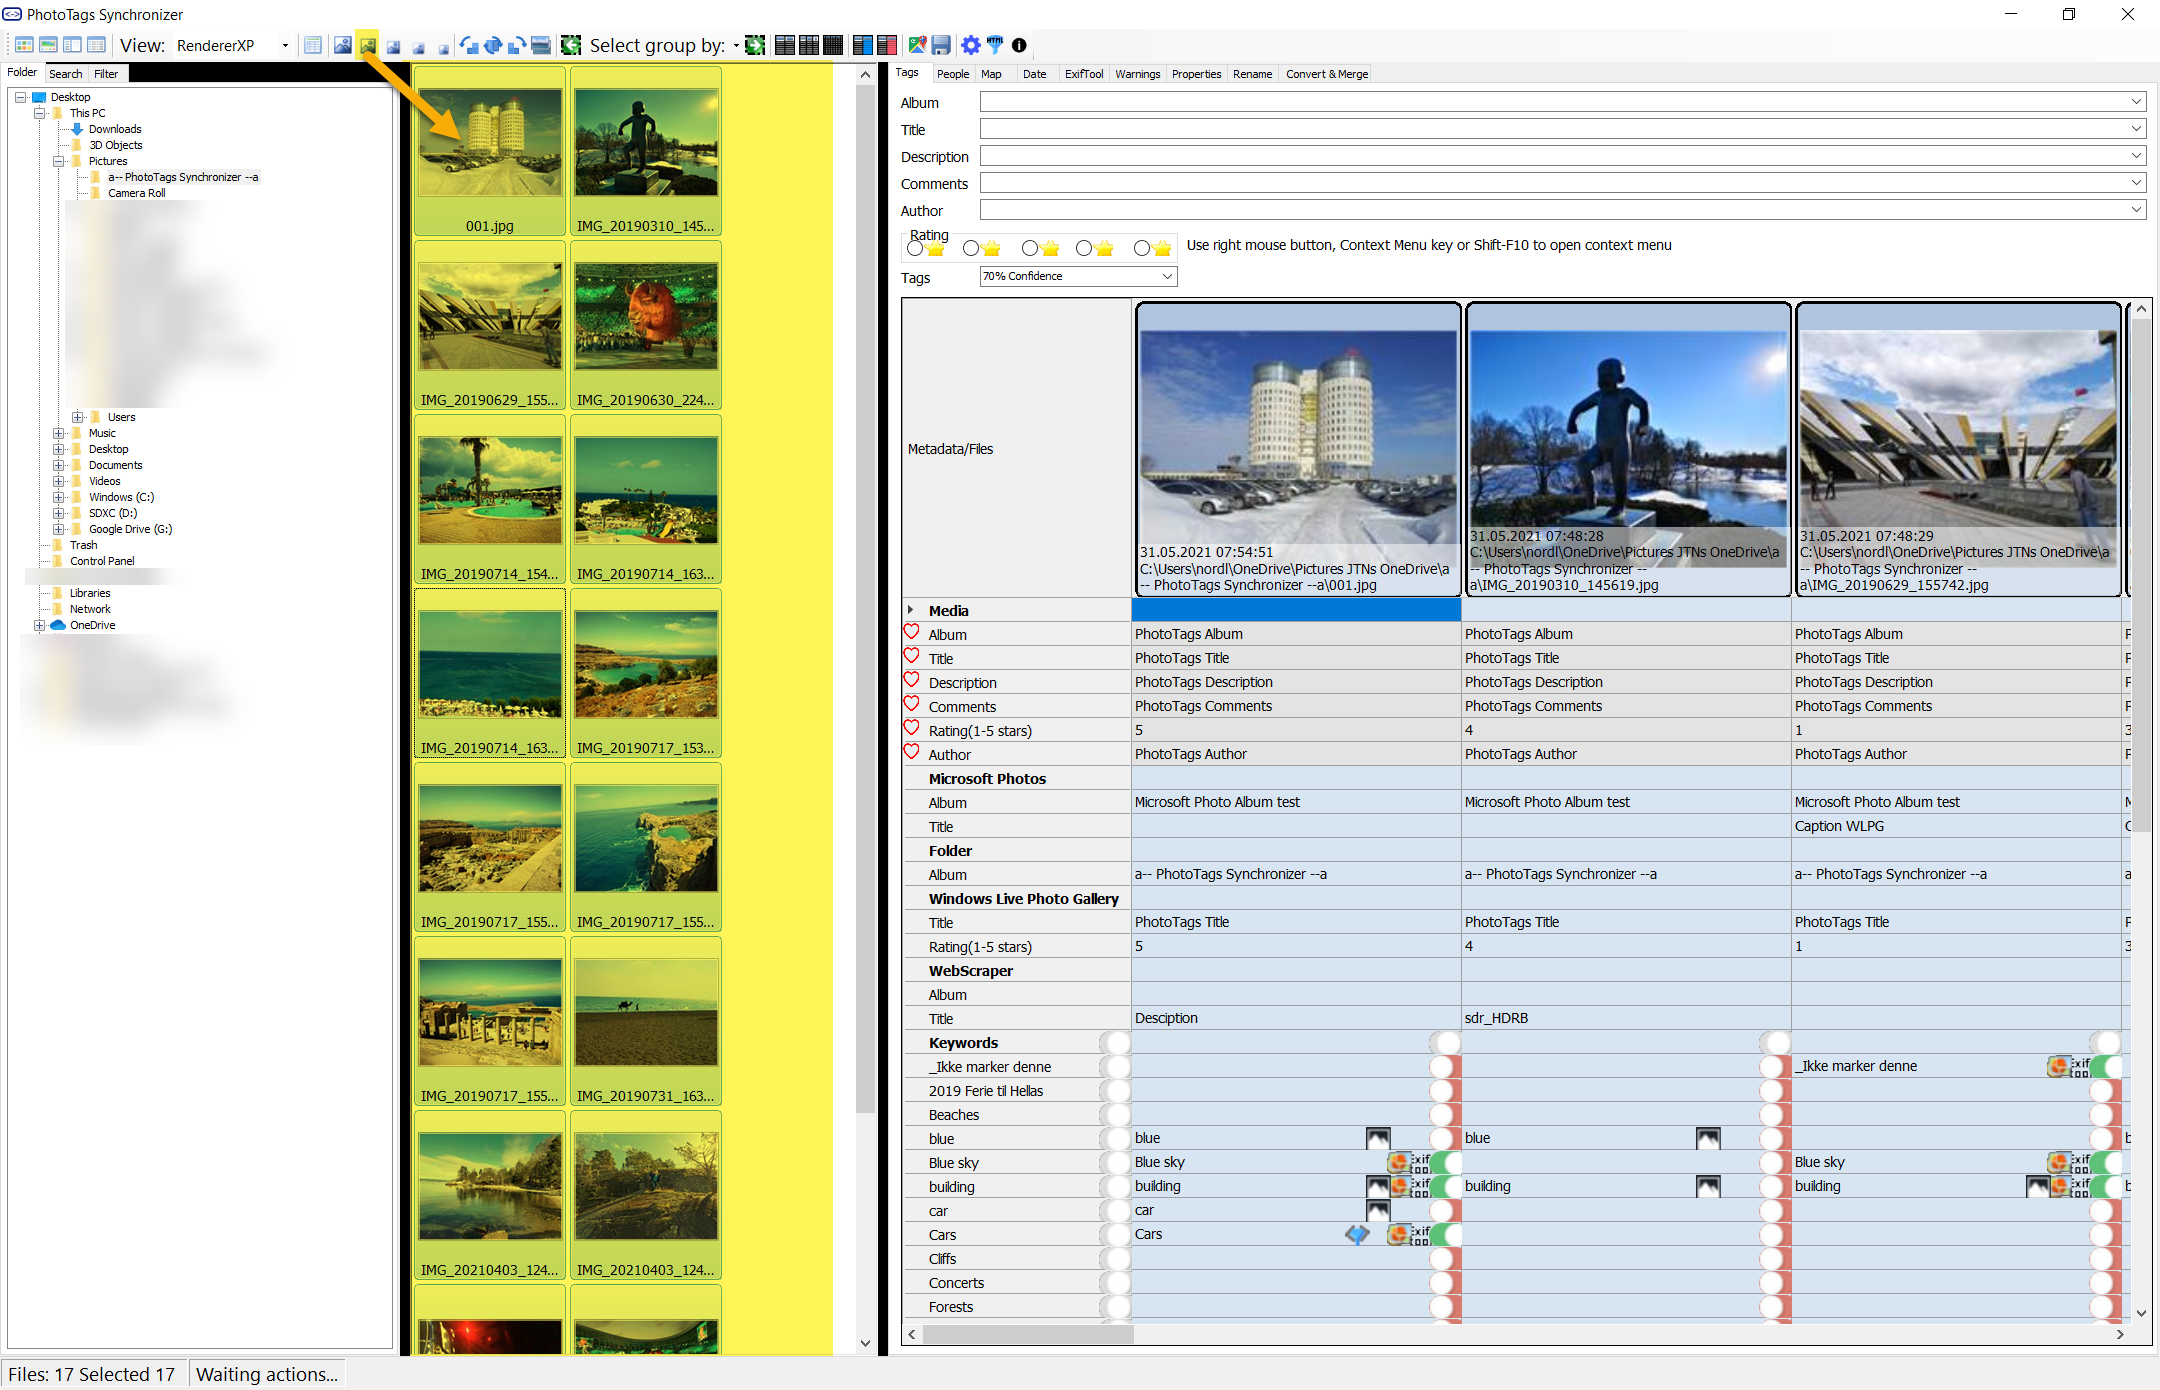 PhotoTags Synchronizer
View: RendererXP
Select group by:
HTML
Folder Search Filter
Desktop
This PC
Downloads
3D Objects
Pictures
a-- PhotoTags Synchronizer --a
Camera Roll
Users
Music
Desktop
Documents
Videos
Windows (C:)
SDXC (D:)
Google Drive (G:)
Trash
Control Panel
Libraries
Network
OneDrive
001.jpg IMG_20190310_145...
IMG_20190629_155... IMG_20190630_224...
IMG_20190714_154... IMG_20190714_163...
IMG_20190714_163... IMG_20190717_153...
IMG_20190717_155... IMG_20190717_155...
IMG_20190717_155... IMG_20190731_163...
IMG_20210403_124... IMG_20210403_124...
Tags People Map Date ExifTool Warnings Properties Rename Convert & Merge
Album
Title
Description
Comments
Author
Rating
Use right mouse button, Context Menu key or Shift-F10 to open context menu
Tags 70% Confidence
Metadata/Files
31.05.2021 07:54:51
C:\Users\nordl\OneDrive\Pictures JTNs OneDrive\a
-- PhotoTags Synchronizer --a\001.jpg
31.05.2021 07:48:28
C:\Users\nordl\OneDrive\Pictures JTNs OneDrive\a
-- PhotoTags Synchronizer --
a\IMG_20190310_145619.jpg
31.05.2021 07:48:29
C:\Users\nordl\OneDrive\Pictures JTNs OneDrive\a
-- PhotoTags Synchronizer --
a\IMG_20190629_155742.jpg
Media
Album PhotoTags Album PhotoTags Album PhotoTags Album
Title PhotoTags Title PhotoTags Title PhotoTags Title
Description PhotoTags Description PhotoTags Description PhotoTags Description
Comments PhotoTags Comments PhotoTags Comments PhotoTags Comments
Rating(1-5 stars) 5 4 1 3
Author PhotoTags Author PhotoTags Author PhotoTags Author
Microsoft Photos
Album Microsoft Photo Album test Microsoft Photo Album test Microsoft Photo Album test
Title Caption WLPG
Folder
Album a-- PhotoTags Synchronizer --a a-- PhotoTags Synchronizer --a a-- PhotoTags Synchronizer --a a
Windows Live Photo Gallery
Title PhotoTags Title PhotoTags Title PhotoTags Title
Rating(1-5 stars) 5 4 1 3
WebScraper
Album
Title Desciption sdr_HDRB
Keywords
_Ikke marker denne _Ikke marker denne
2019 Ferie til Hellas
Beaches
blue blue blue b
Blue sky Blue sky Blue sky
building building building building b
car car
Cars Cars
Cliffs
Concerts
Forests
Files: 17 Selected 17 Waiting actions...